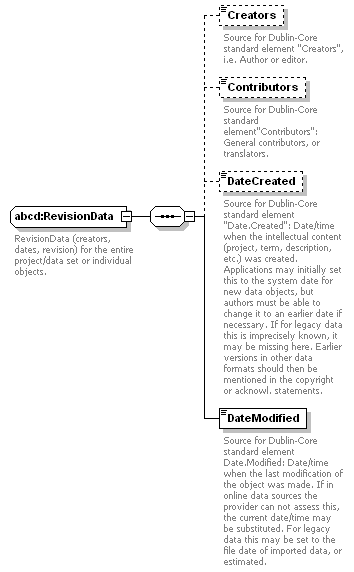 Creators
Source for Dublin-Core
standard element "Creators",
i.e. Author or editor.
Contributors
Source for Dublin-Core
standard
element"Contributors":
General contributors, or
translators.
abcd:RevisionData
RevisionData (creators,
dates, revision) for the entire
project/data set or individual
objects.
DateCreated
Source for Dublin-Core
standard element
"Date.Created": Date/time
when the intellectual content
(project, term, description,
etc.) was created.
Applications may initially set
this to the system date for
new data objects, but
authors must be able to
change it to an earlier date if
necessary. If for legacy data
this is imprecisely known, it
may be missing here. Earlier
versions in other data
formats should then be
mentioned in the copyright
or acknowl. statements.
DateModified
Source for Dublin-Core
standard element
Date.Modified: Date/time
when the last modification of
the object was made. If in
online data sources the
provider can not assess this,
the current date/time may
be substituted. For legacy
data this may be set to the
file date of imported data, or
estimated.